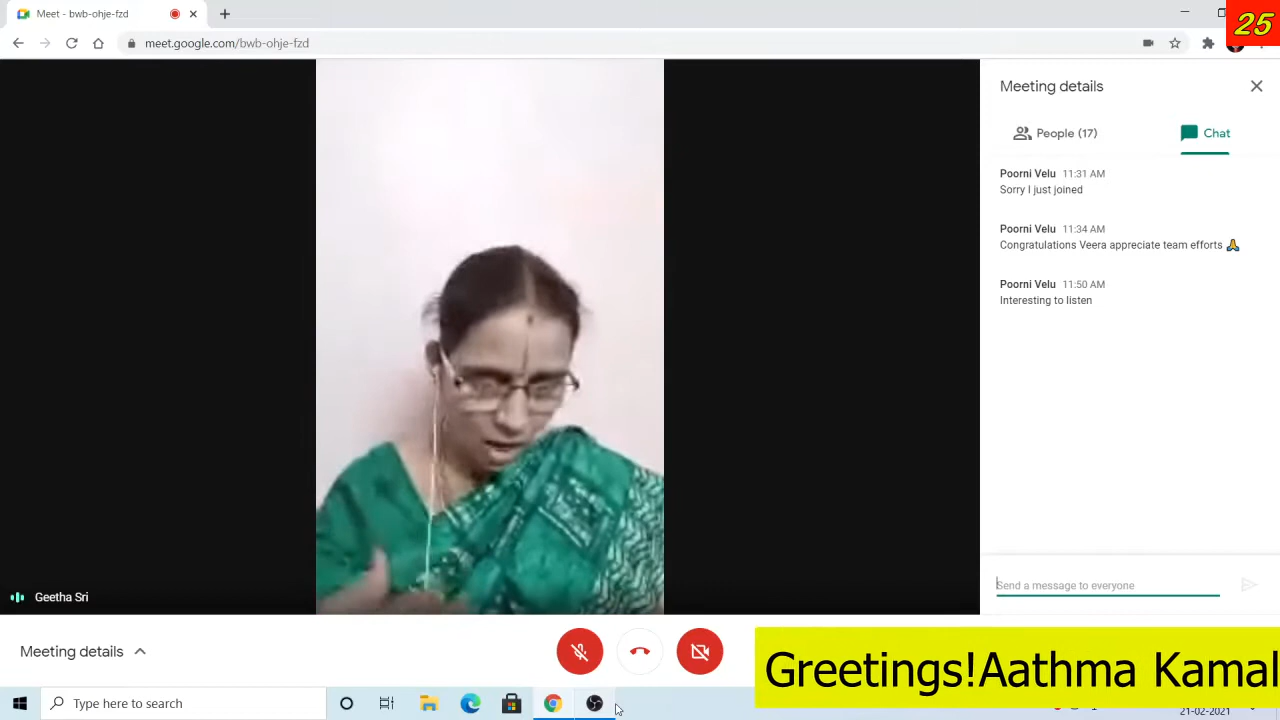 Meet - bwb-ohje-fzd
25
meet.google.com/bwb-ohje-fzd
Meeting details
People (17)
Chat
Poorni Velu 11:31 AM
Sorry I just joined
Poorni Velu 11:34 AM
Congratulations Veera appreciate team efforts 🙏
Poorni Velu 11:50 AM
Interesting to listen
Send a message to everyone
Geetha Sri
Meeting details
Greetings!Aathma Kamal
Type here to search
21-02-2021